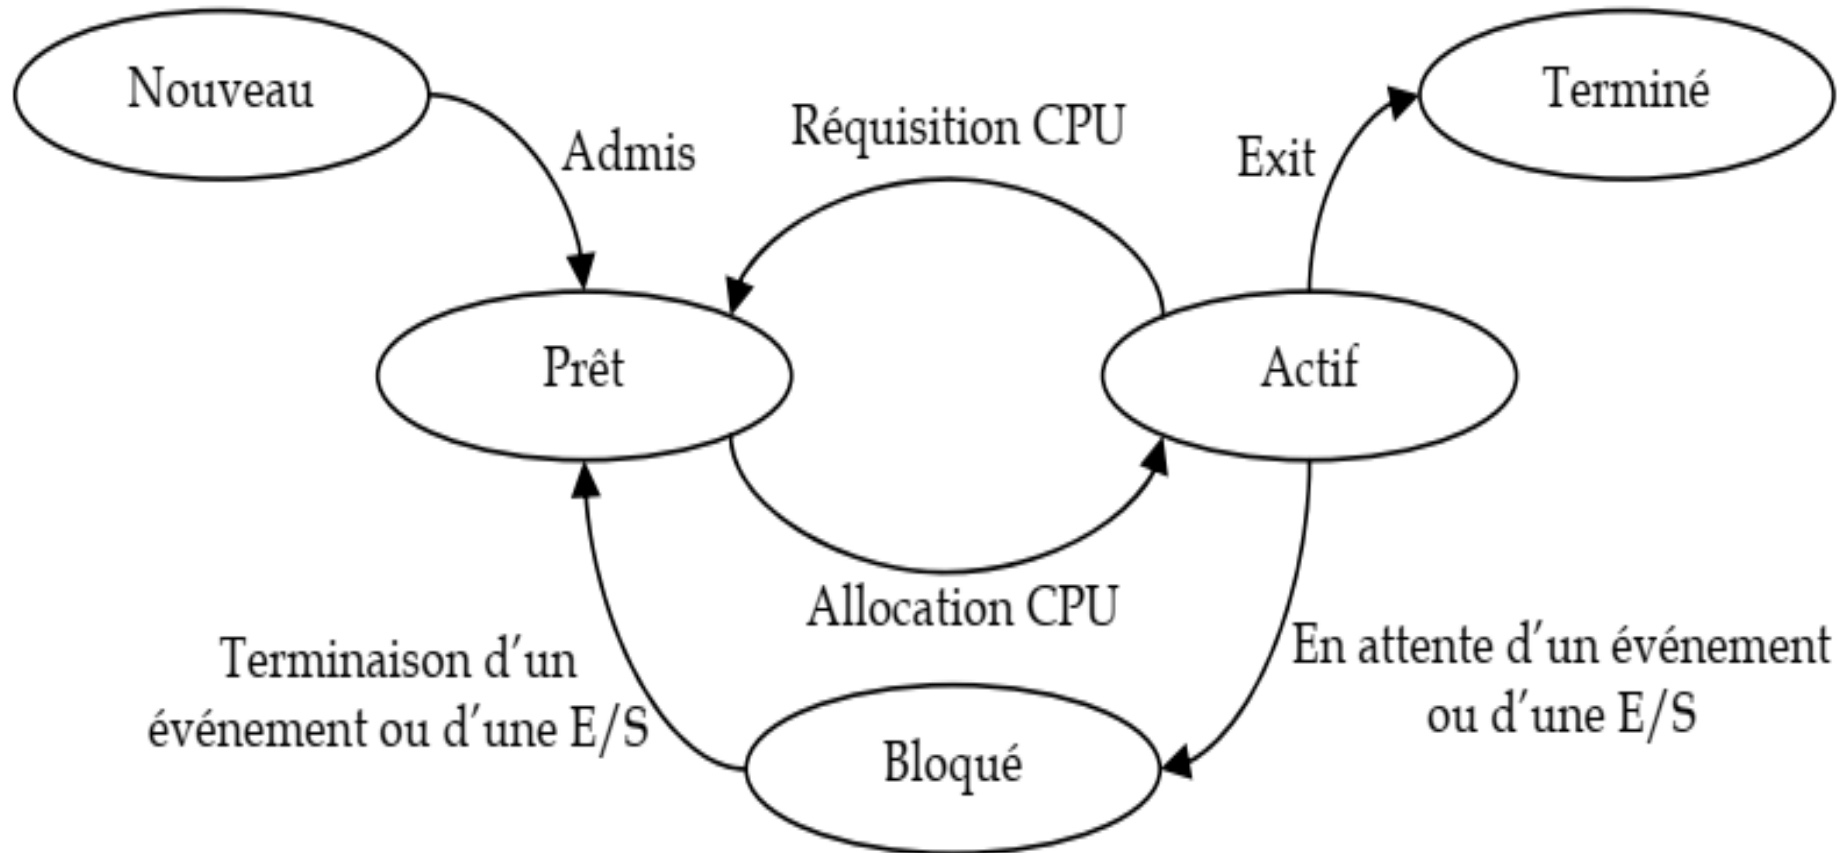 Nouveau
Terminé
Réquisition CPU
Admis
Exit
Prêt
Actif
Allocation CPU
Terminaison d’un
événement ou d’une E/S
En attente d’un événement
ou d’une E/S
Bloqué